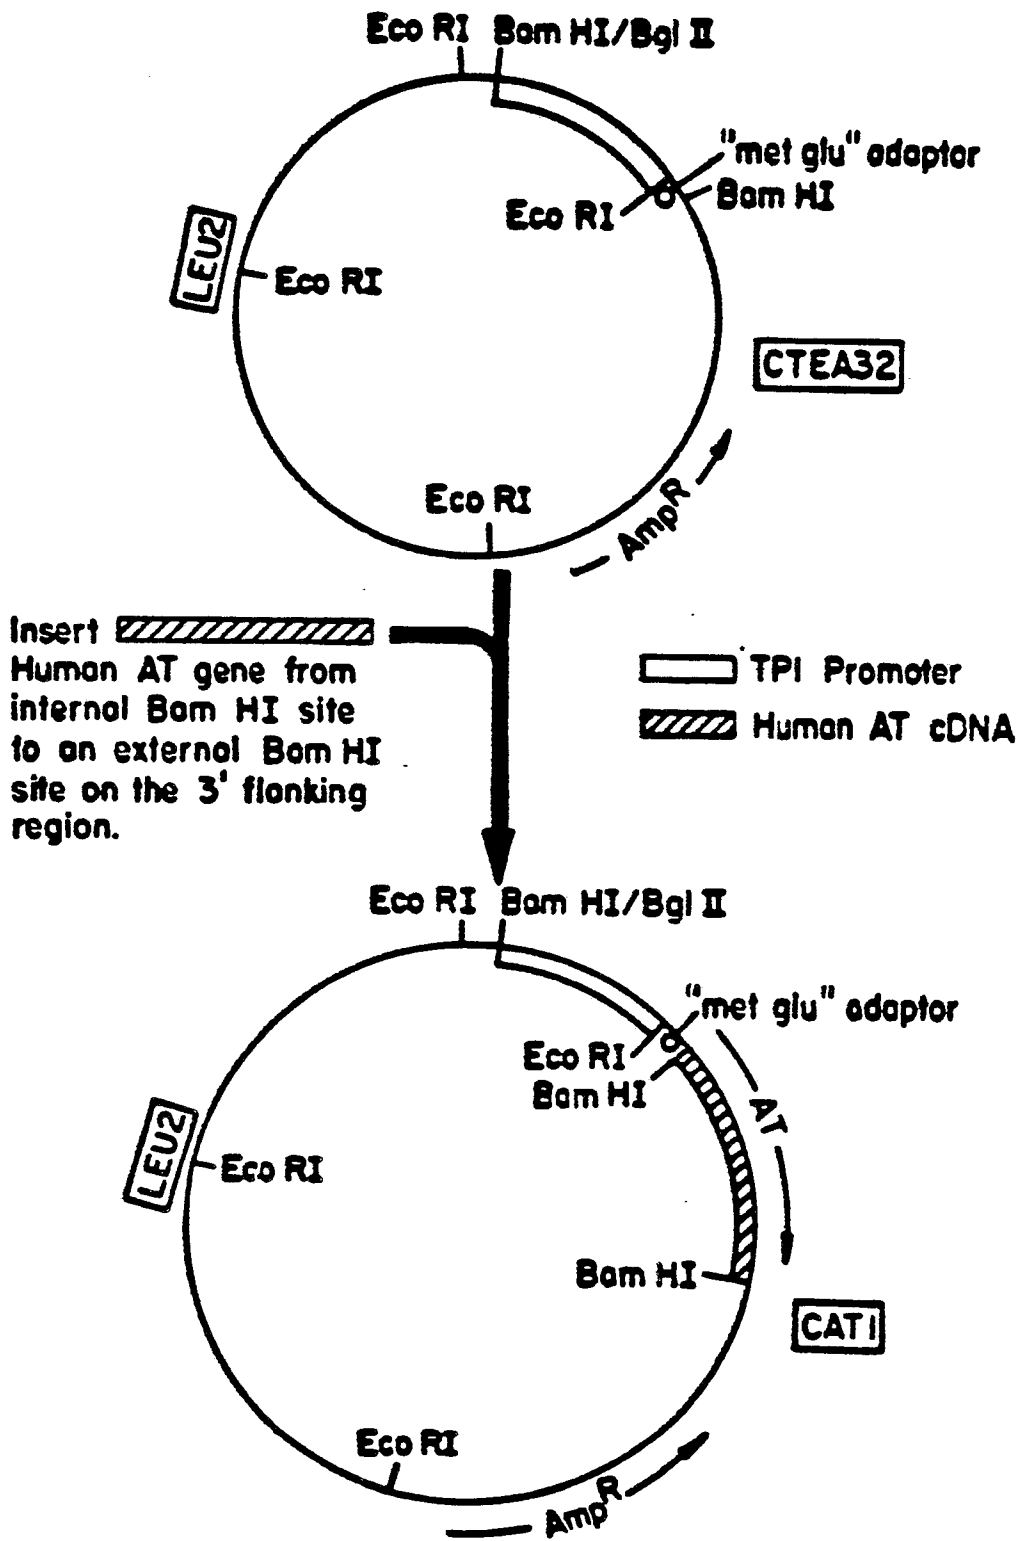 Eco RI Bam HI/Bgl II
"met glu" adaptor
Bam HI
Eco RI
LEU2
Eco RI
CTEA32
Eco RI
AmpR
Insert
Human AT gene from
internal Bam HI site
to an external Bam HI
site on the 3' flanking
region.
TPI Promoter
Human AT cDNA
Eco RI Bam HI/Bgl II
"met glu" adaptor
Eco RI
Bam HI
AT
LEU2
Eco RI
Bam HI
CAT1
Eco RI
AmpR